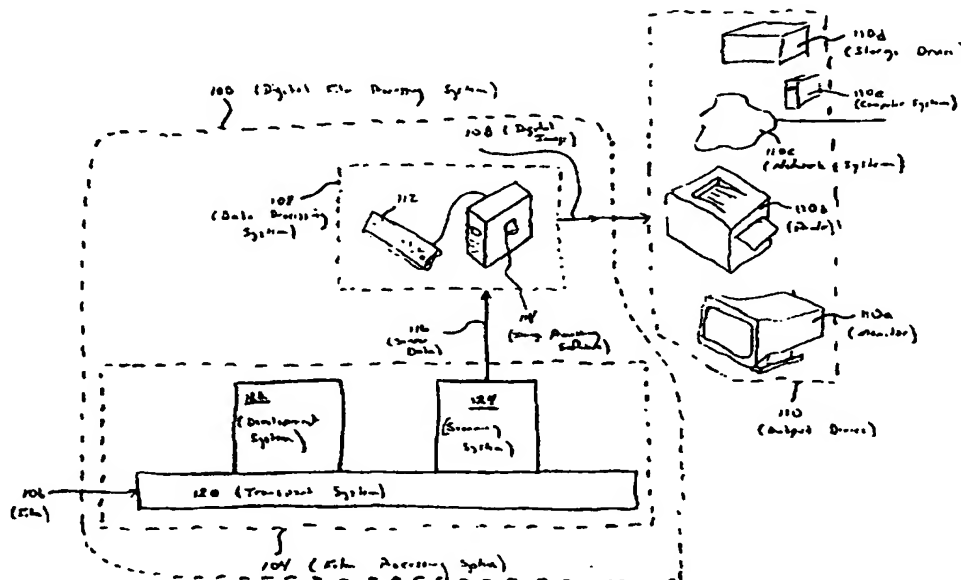 110d
(Storage Device)
100 (Digital Film Processing System)
110e
(Computer System)
108 (Digital
Image)
110c
(Network System)
102
(Data Processing
System)
112
110b
116
(Sensor
Data)
114
(Image Processing
Software)
110a
(Monitor)
122
(Development
System)
124
(Scanning
System)
110
(Output Devices)
106
(Film)
120 (Transport System)
104 (Film Processing System)